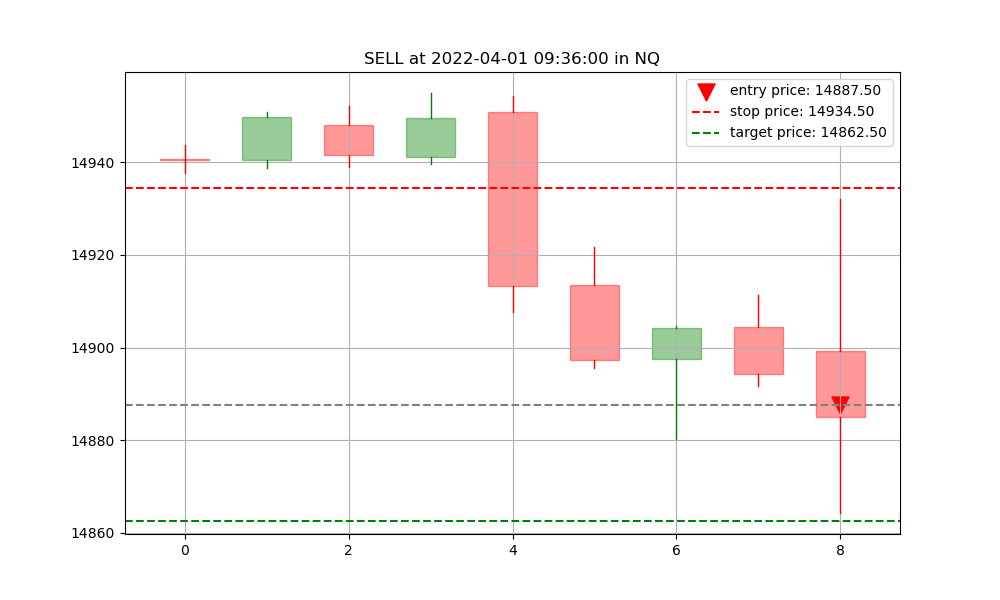 SELL at 2022-04-01 09:36:00 in NQ
entry price: 14887.50
stop price: 14934.50
target price: 14862.50
14940
14920
14900
14880
14860
0 2 4 6 8